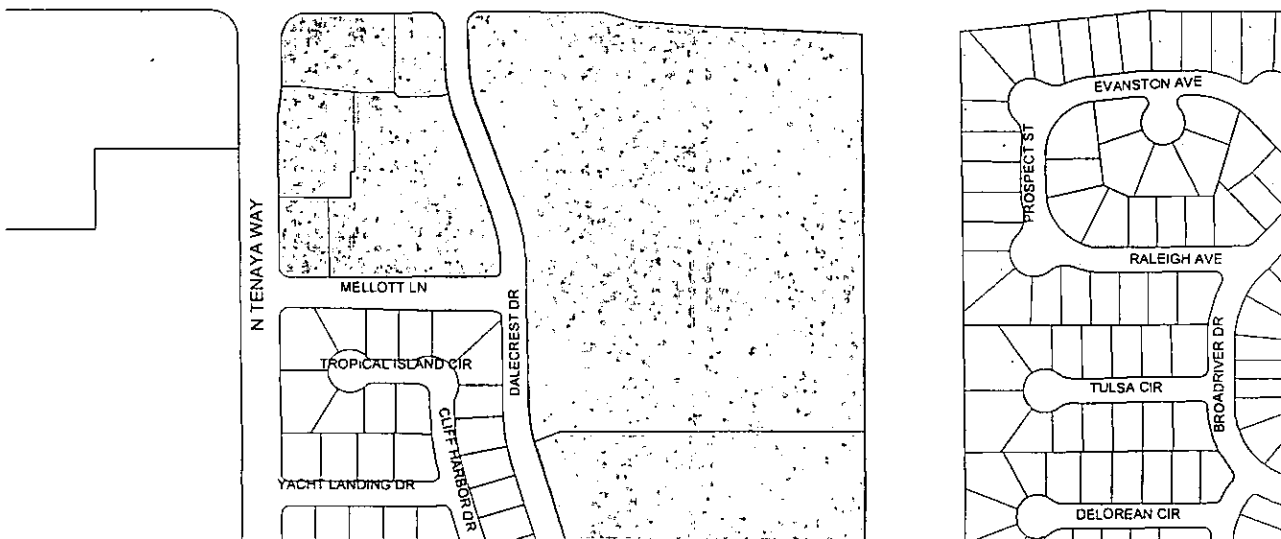 EVANSTON AVE
PROSPECT ST
N TENAYA WAY
RALEIGH AVE
MELLOTT LN
DALECREST DR
BROADRIVER DR
TROPICAL ISLAND CIR
TULSA CIR
CLIFF HARBOR DR
YACHT LANDING DR
DELOREAN CIR